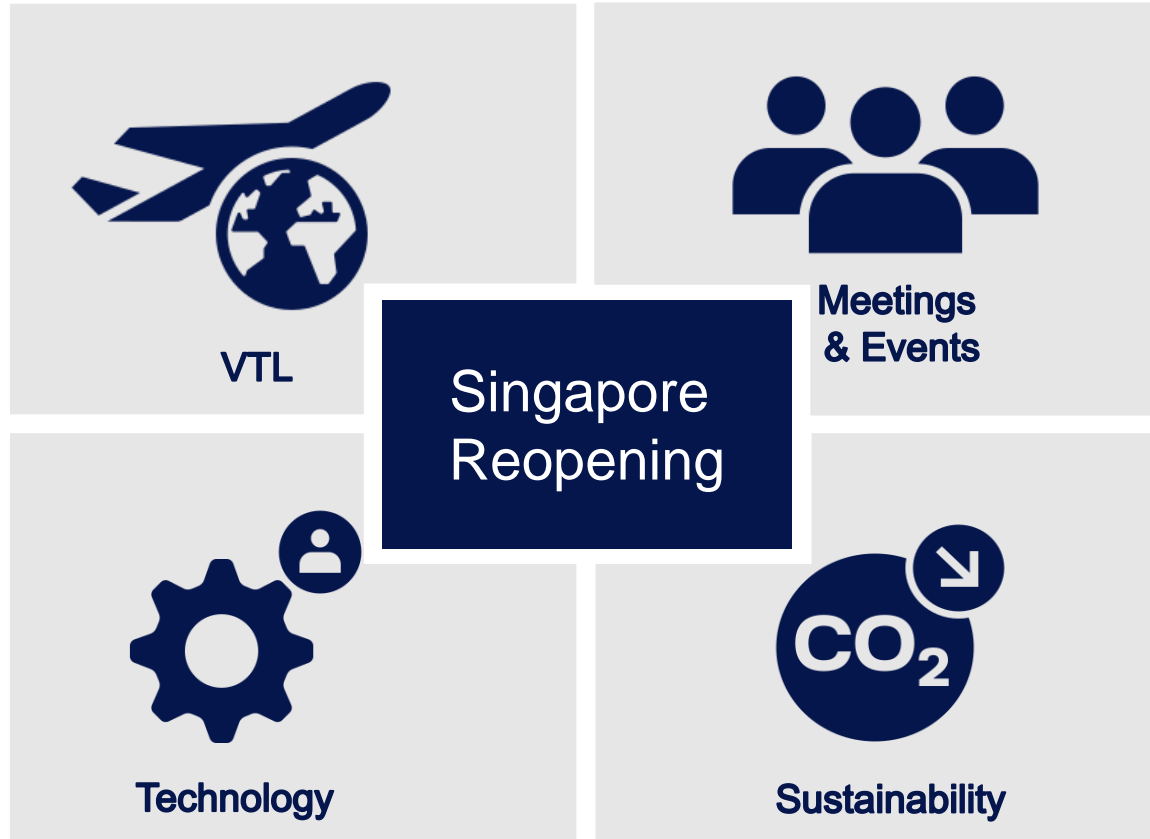 VTL
Meetings
& Events
Singapore
Reopening
Technology
CO2
Sustainability